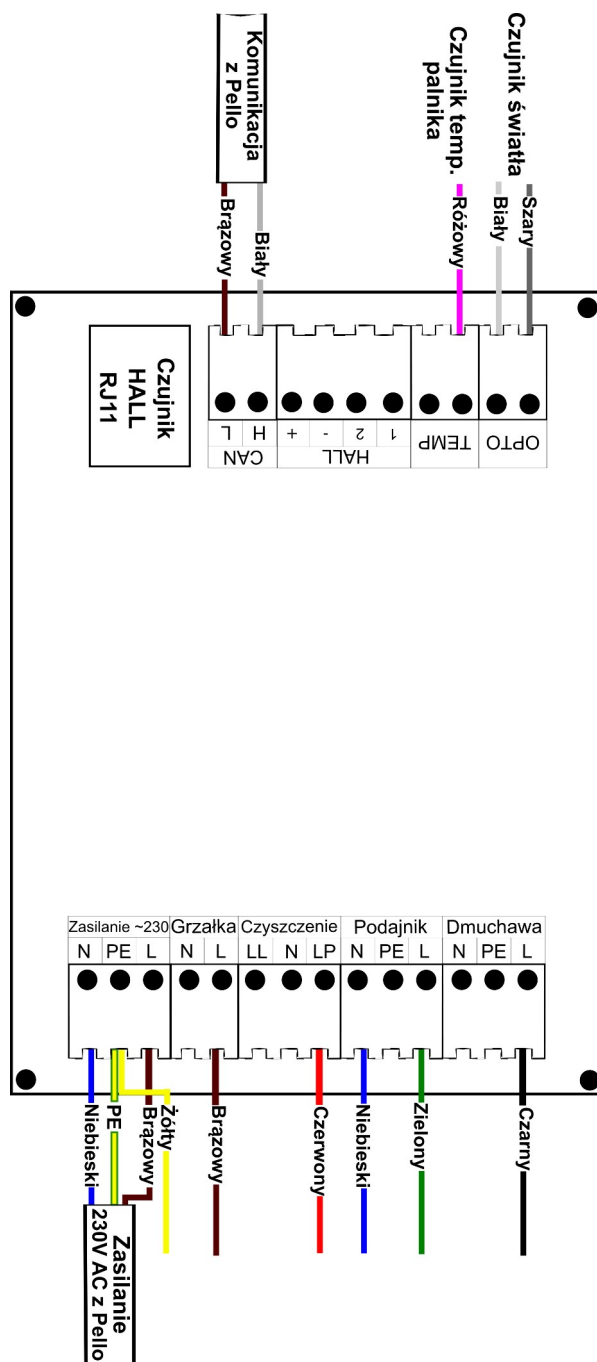 Komunikacja
z Pello
Czujnik temp.
palnika
Czujnik światła
Brązowy
Biały
Różowy
Biały
Szary
Czujnik
HALL
RJ11
L H + - 2 1
CAN HALL TEMP OPTO
Zasilanie ~230 Grzałka Czyszczenie Podajnik Dmuchawa
N PE L N L LL N LP N PE L N PE L
Niebieski
PE
Brązowy
Żółty
Brązowy
Czerwony
Niebieski
Zielony
Czarny
Zasilanie
230V AC z Pello